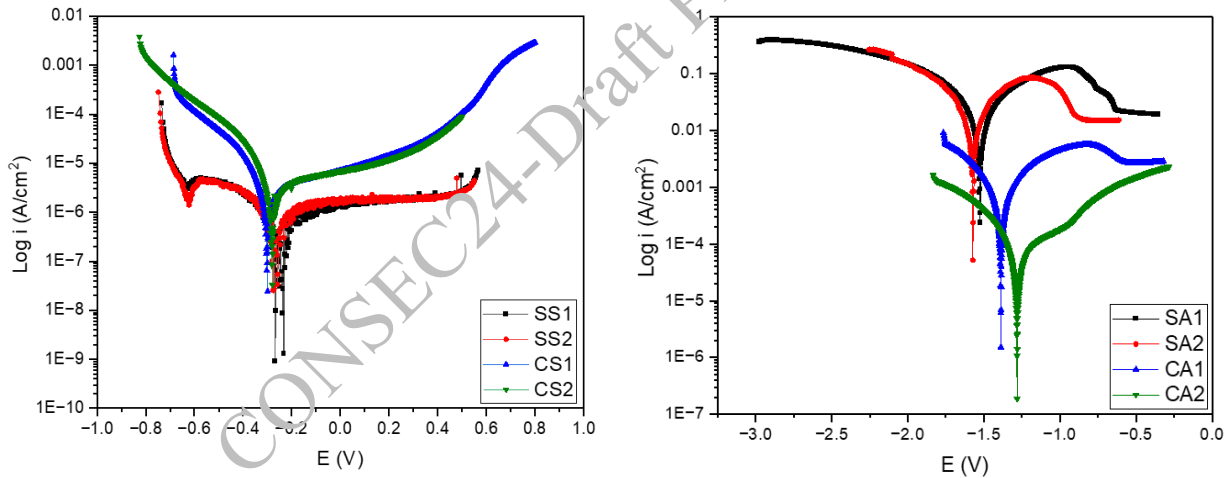 0.01
0.001
1E-4
1E-5
1E-6
1E-7
1E-8
1E-9
1E-10
Log i (A/cm2)
−1.0 −0.8 −0.6 −0.4 −0.2 0.0 0.2 0.4 0.6 0.8 1.0
E (V)
SS1
SS2
CS1
CS2
1
0.1
0.01
0.001
1E-4
1E-5
1E-6
1E-7
Log i (A/cm2)
−3.0 −2.5 −2.0 −1.5 −1.0 −0.5 0.0
E (V)
SA1
SA2
CA1
CA2
CONSEC24-Draft